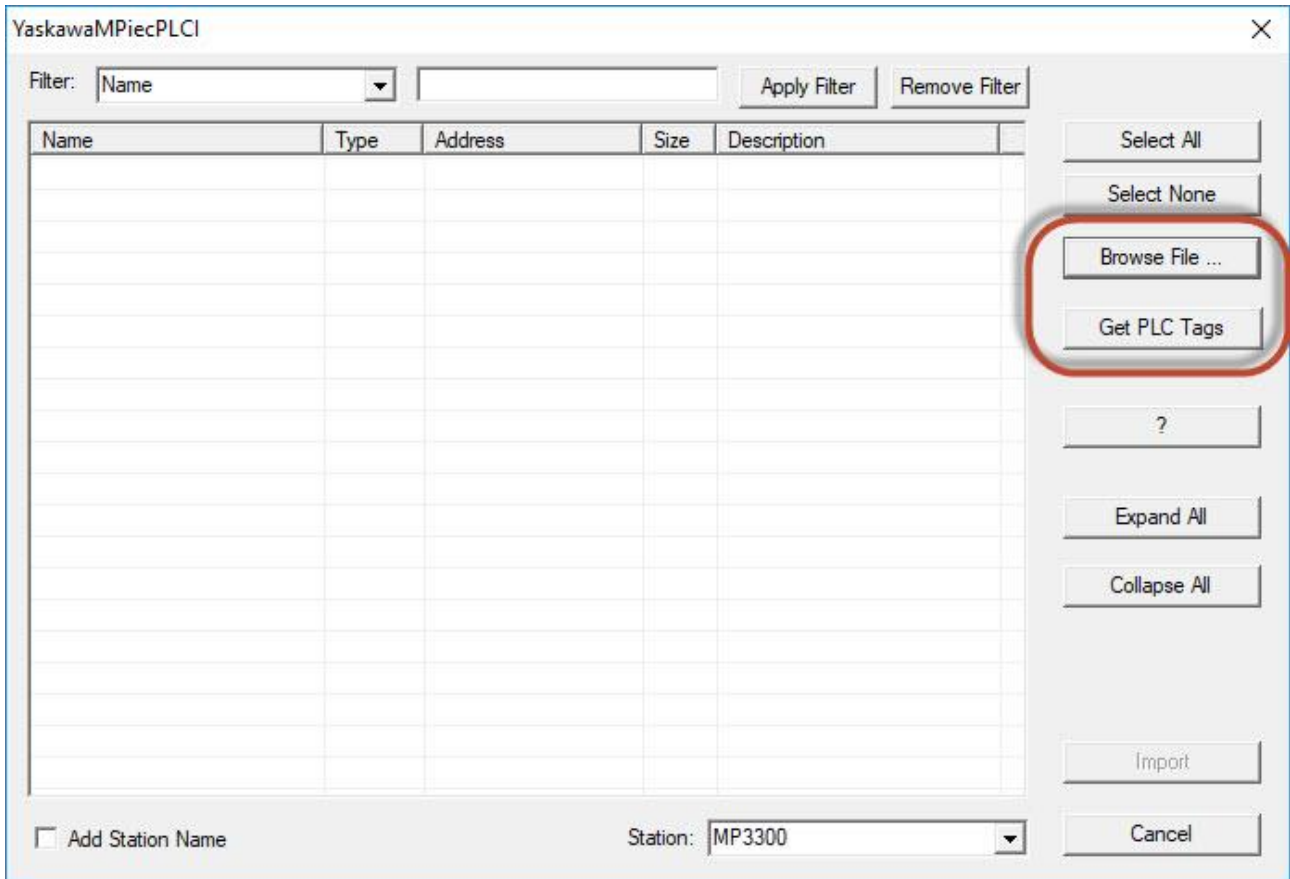 YaskawaMPiecPLCI
Filter: Name Apply Filter Remove Filter
Name Type Address Size Description
Select All
Select None
Browse File ...
Get PLC Tags
?
Expand All
Collapse All
Import
Add Station Name Station: MP3300 Cancel